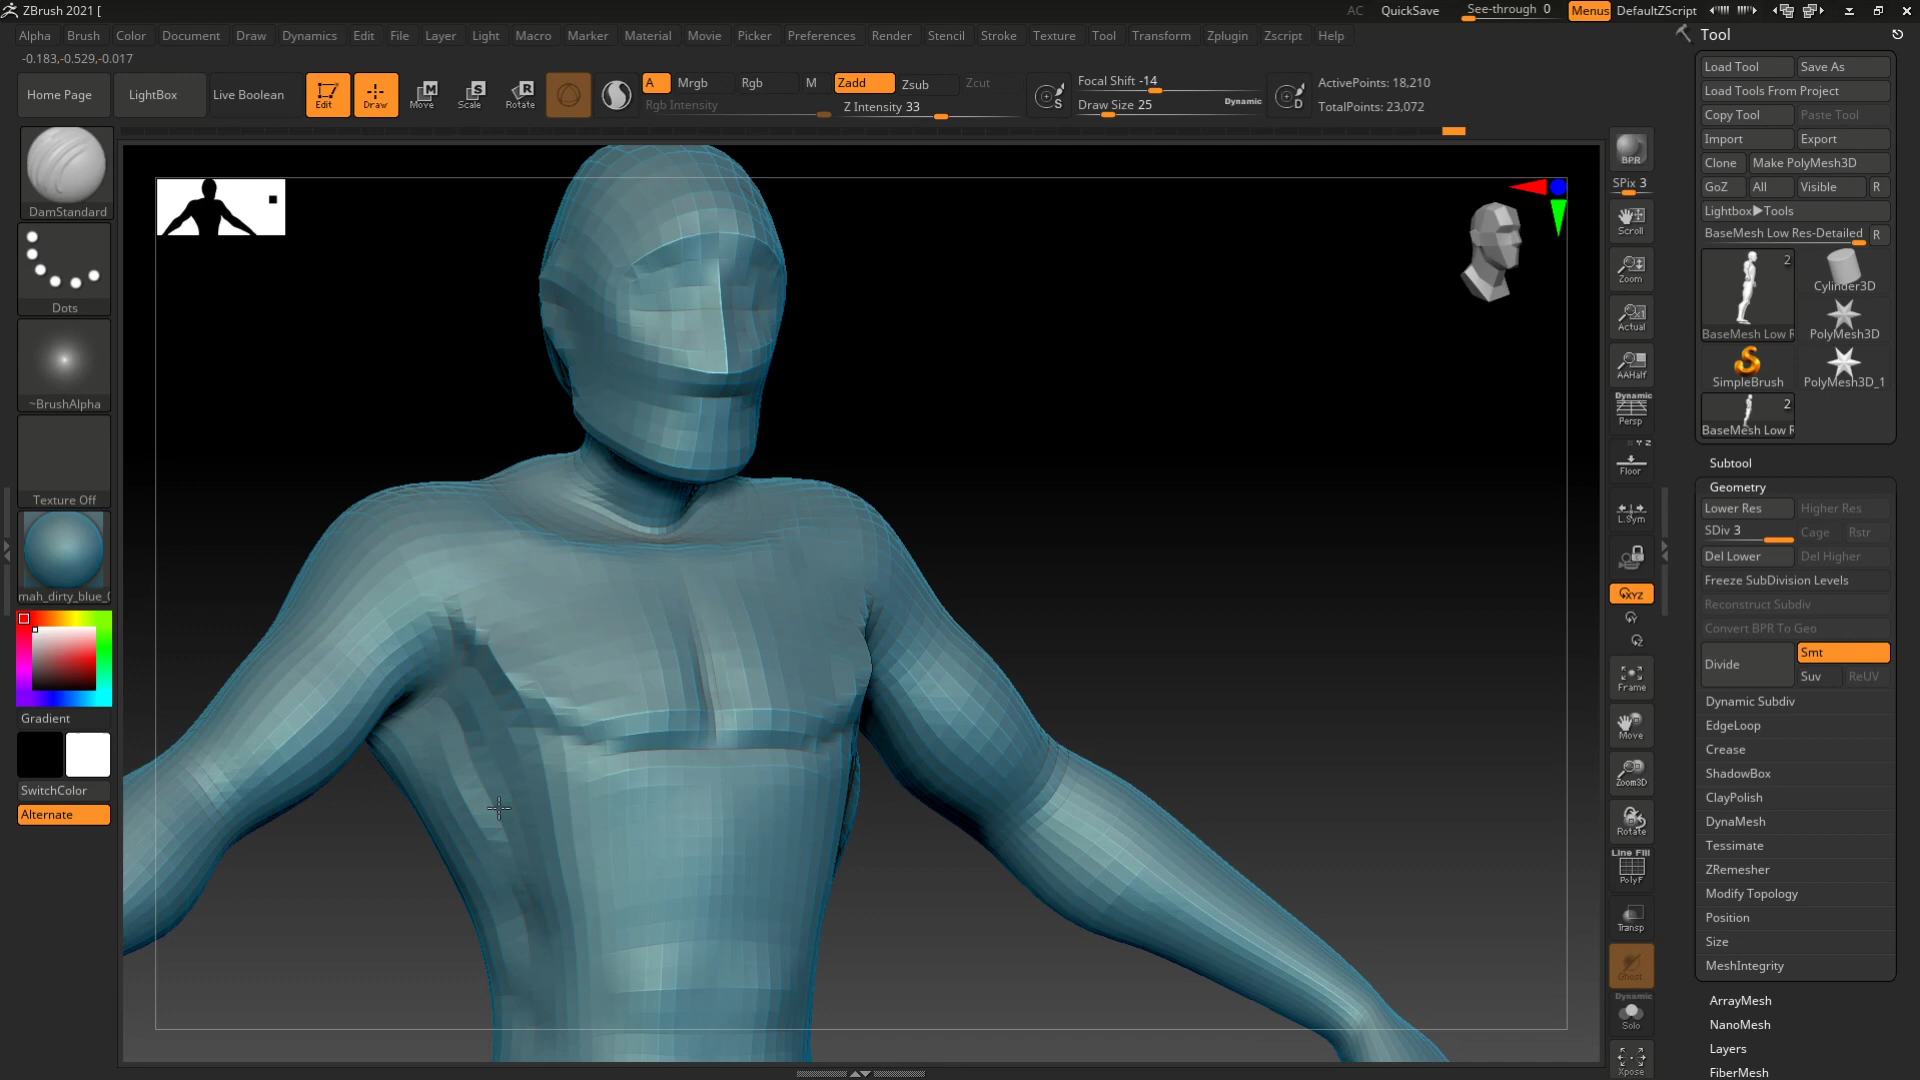 ZBrush 2021 [
AC QuickSave See-through 0 Menus DefaultZScript
Alpha Brush Color Document Draw Dynamics Edit File Layer Light Macro Marker Material Movie Picker Preferences Render Stencil Stroke Texture Tool Transform Zplugin Zscript Help
-0.183,-0.529,-0.017
Home Page LightBox Live Boolean Edit Draw Move Scale Rotate
A Mrgb Rgb M Zadd Zsub Zcut
Rgb Intensity Z Intensity 33
Focal Shift -14
Draw Size 25 Dynamic
ActivePoints: 18,210
TotalPoints: 23,072
DamStandard
Dots
~BrushAlpha
Texture Off
mah_dirty_blue_
Gradient
SwitchColor
Alternate
BPR
SPix 3
Scroll
Zoom
Actual
AAHalf
Dynamic
Persp
Floor
L.Sym
XYZ
Frame
Move
Zoom3D
Rotate
Line Fill
PolyF
Transp
Ghost
Dynamic
Solo
Xpose
Tool
Load Tool Save As
Load Tools From Project
Copy Tool Paste Tool
Import Export
Clone Make PolyMesh3D
GoZ All Visible R
Lightbox▶Tools
BaseMesh Low Res-Detailed R
2
Cylinder3D
BaseMesh Low R PolyMesh3D
SimpleBrush PolyMesh3D_1
2
BaseMesh Low R
Subtool
Geometry
Lower Res Higher Res
SDiv 3 Cage Rstr
Del Lower Del Higher
Freeze SubDivision Levels
Reconstruct Subdiv
Convert BPR To Geo
Divide Smt
Suv ReUV
Dynamic Subdiv
EdgeLoop
Crease
ShadowBox
ClayPolish
DynaMesh
Tessimate
ZRemesher
Modify Topology
Position
Size
MeshIntegrity
ArrayMesh
NanoMesh
Layers
FiberMesh